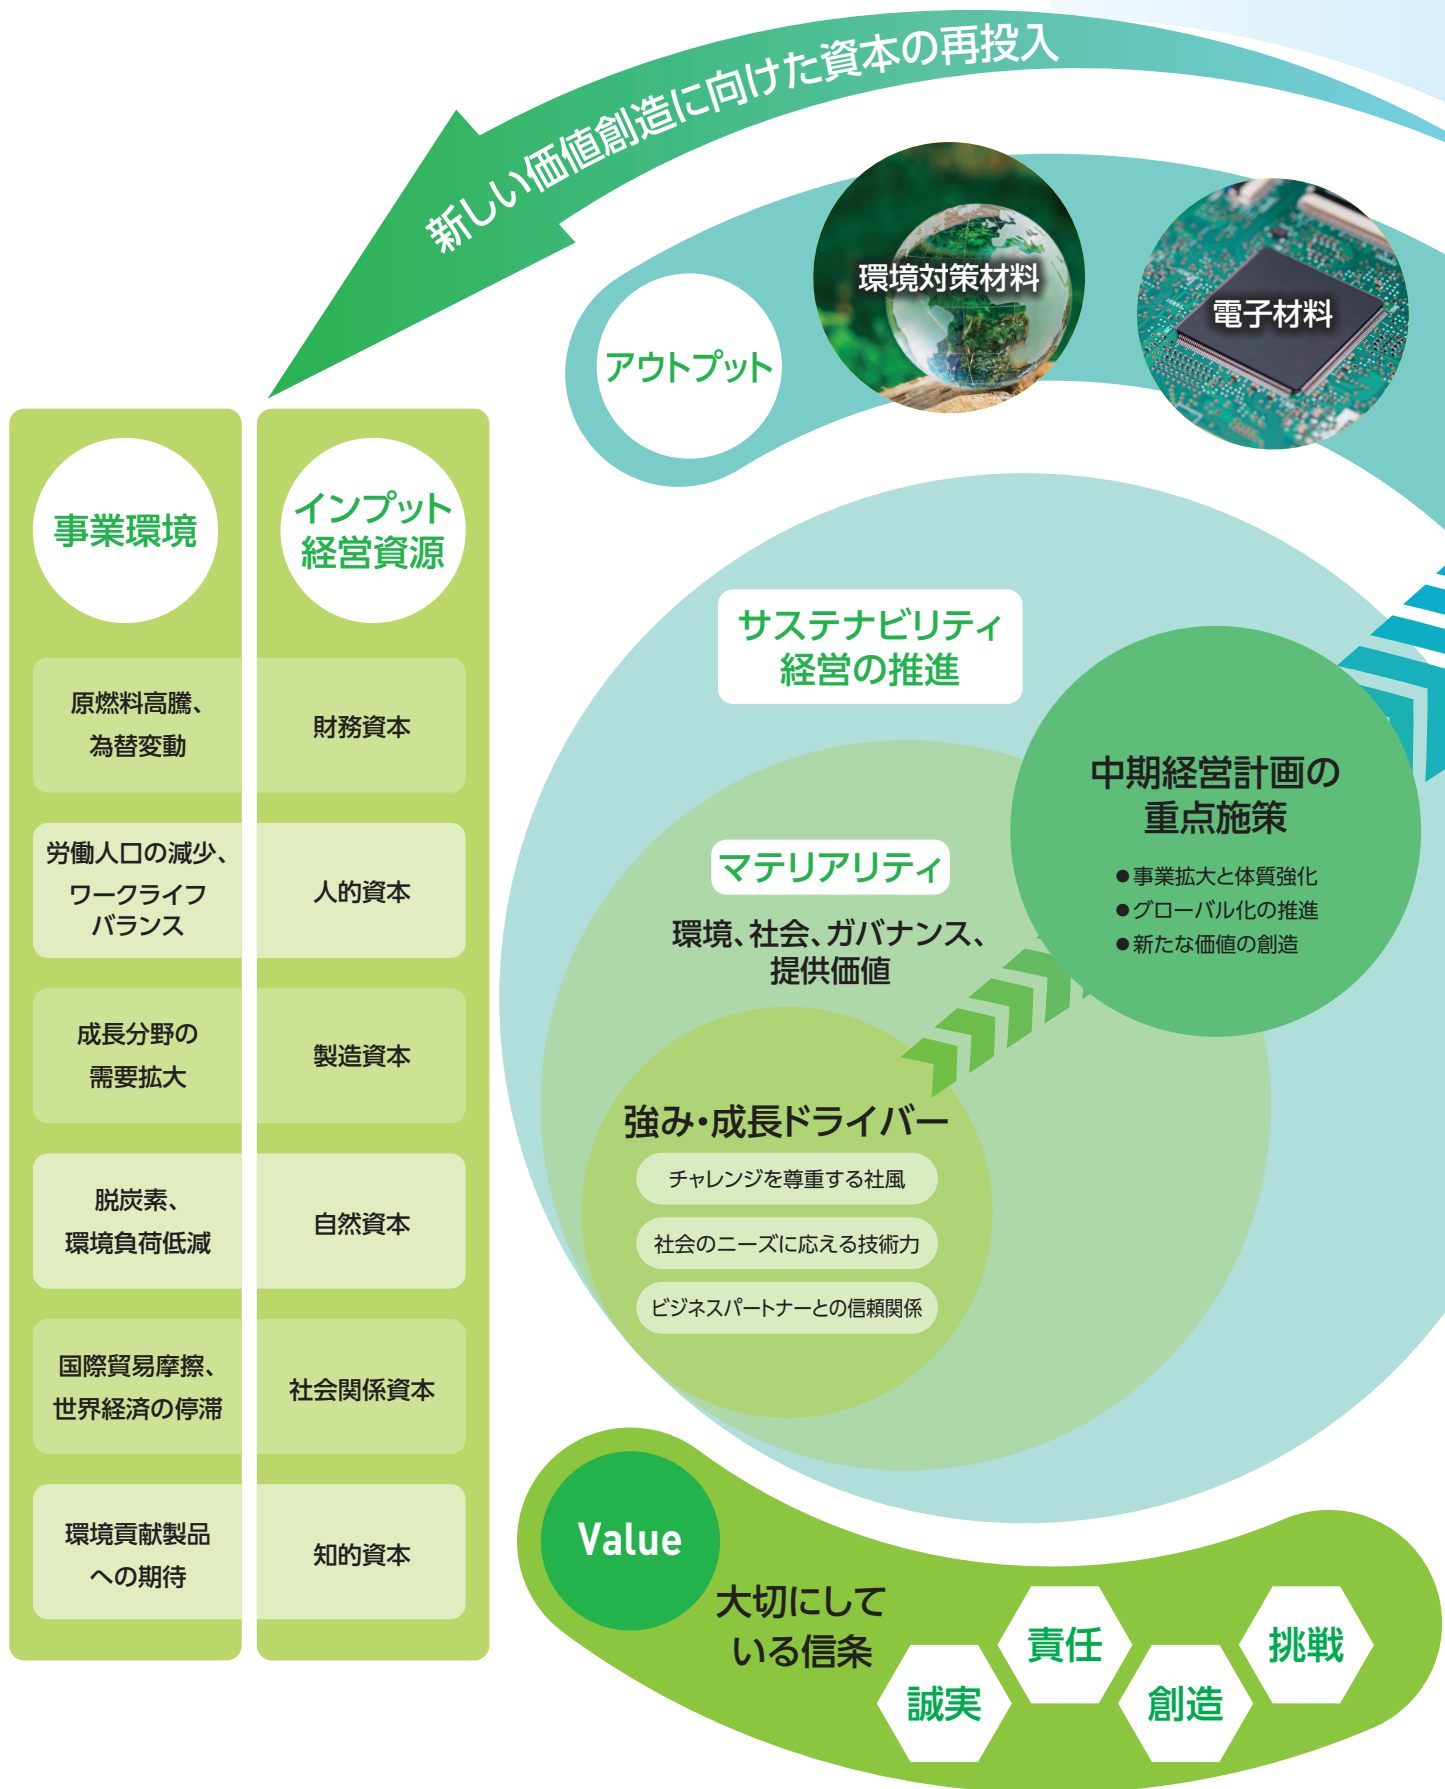 新しい価値創造に向けた資本の再投入
アウトプット
環境対策材料
電子材料
事業環境
原燃料高騰、
為替変動
労働人口の減少、
ワークライフ
バランス
成長分野の
需要拡大
脱炭素、
環境負荷低減
国際貿易摩擦、
世界経済の停滞
環境貢献製品
への期待
インプット
経営資源
財務資本
人的資本
製造資本
自然資本
社会関係資本
知的資本
サステナビリティ
経営の推進
マテリアリティ
環境、社会、ガバナンス、
提供価値
強み・成長ドライバー
チャレンジを尊重する社風
社会のニーズに応える技術力
ビジネスパートナーとの信頼関係
中期経営計画の
重点施策
●事業拡大と体質強化
●グローバル化の推進
●新たな価値の創造
Value
大切にして
いる信条
誠実
責任
創造
挑戦